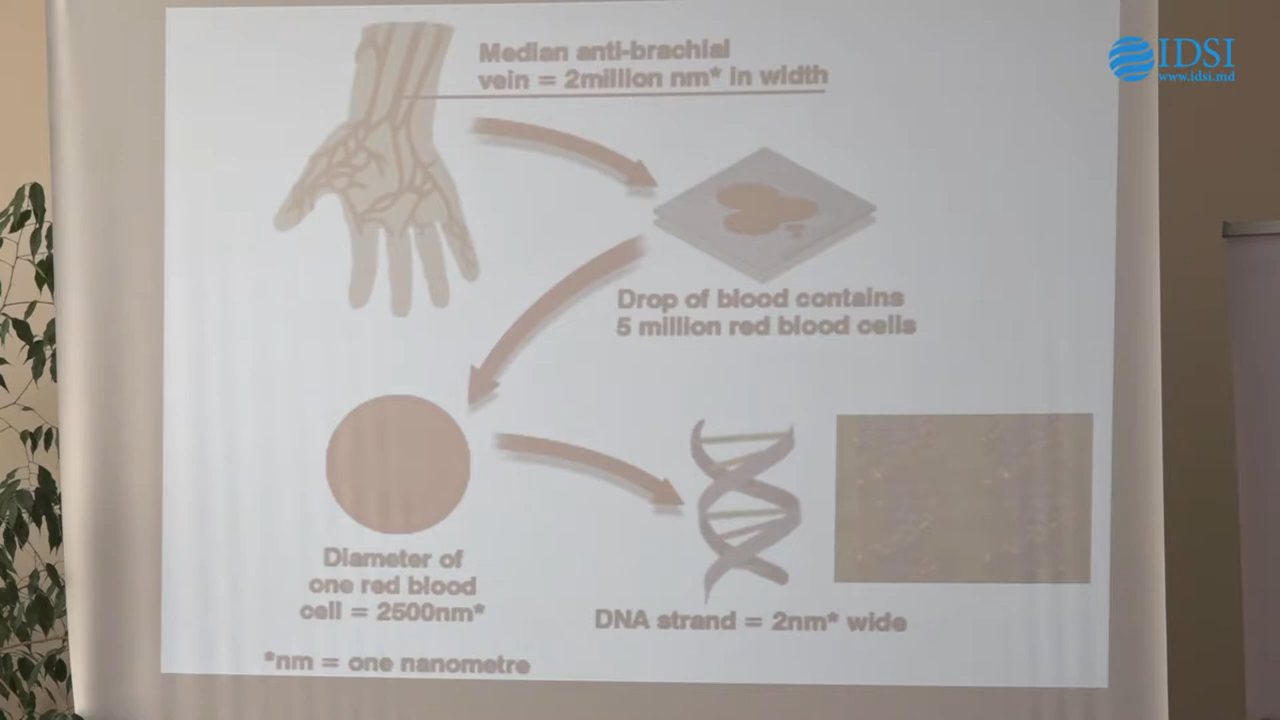 Median anti-brachial
vein = 2million nm* in width
IDSI
www.idsi.md
Drop of blood contains
5 million red blood cells
Diameter of
one red blood
cell = 2500nm*
DNA strand = 2nm* wide
*nm = one nanometre